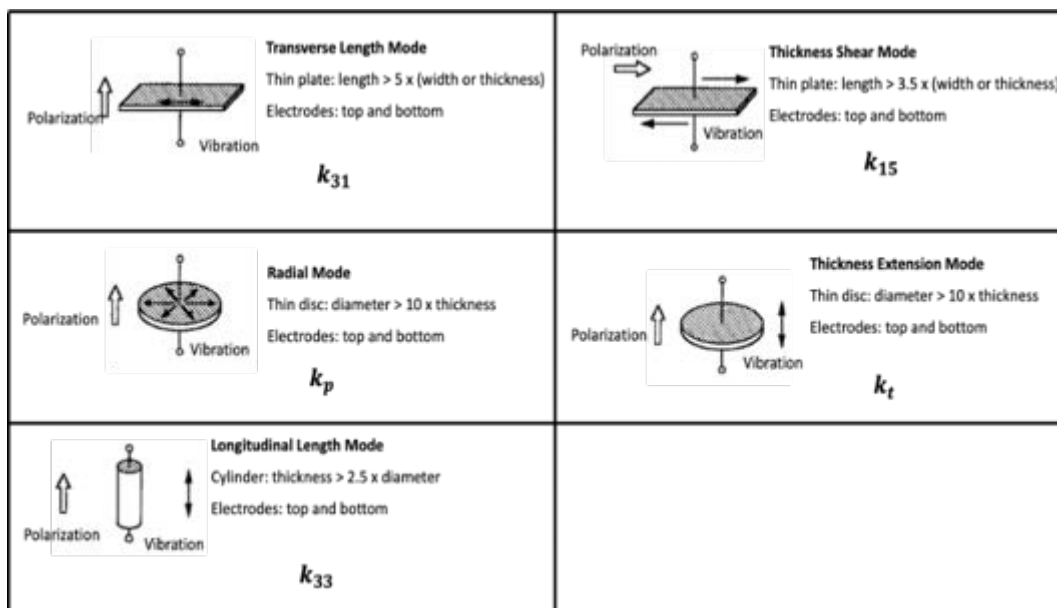 Transverse Length Mode
Thin plate: length > 5 x (width or thickness)
Polarization
Electrodes: top and bottom
Vibration
k31
Polarization
Thickness Shear Mode
Thin plate: length > 3.5 x (width or thickness)
Vibration
Electrodes: top and bottom
k15
Radial Mode
Thin disc: diameter > 10 x thickness
Polarization
Electrodes: top and bottom
Vibration
kp
Thickness Extension Mode
Thin disc: diameter > 10 x thickness
Polarization
Electrodes: top and bottom
Vibration
kt
Longitudinal Length Mode
Cylinder: thickness > 2.5 x diameter
Electrodes: top and bottom
Polarization
Vibration
k33